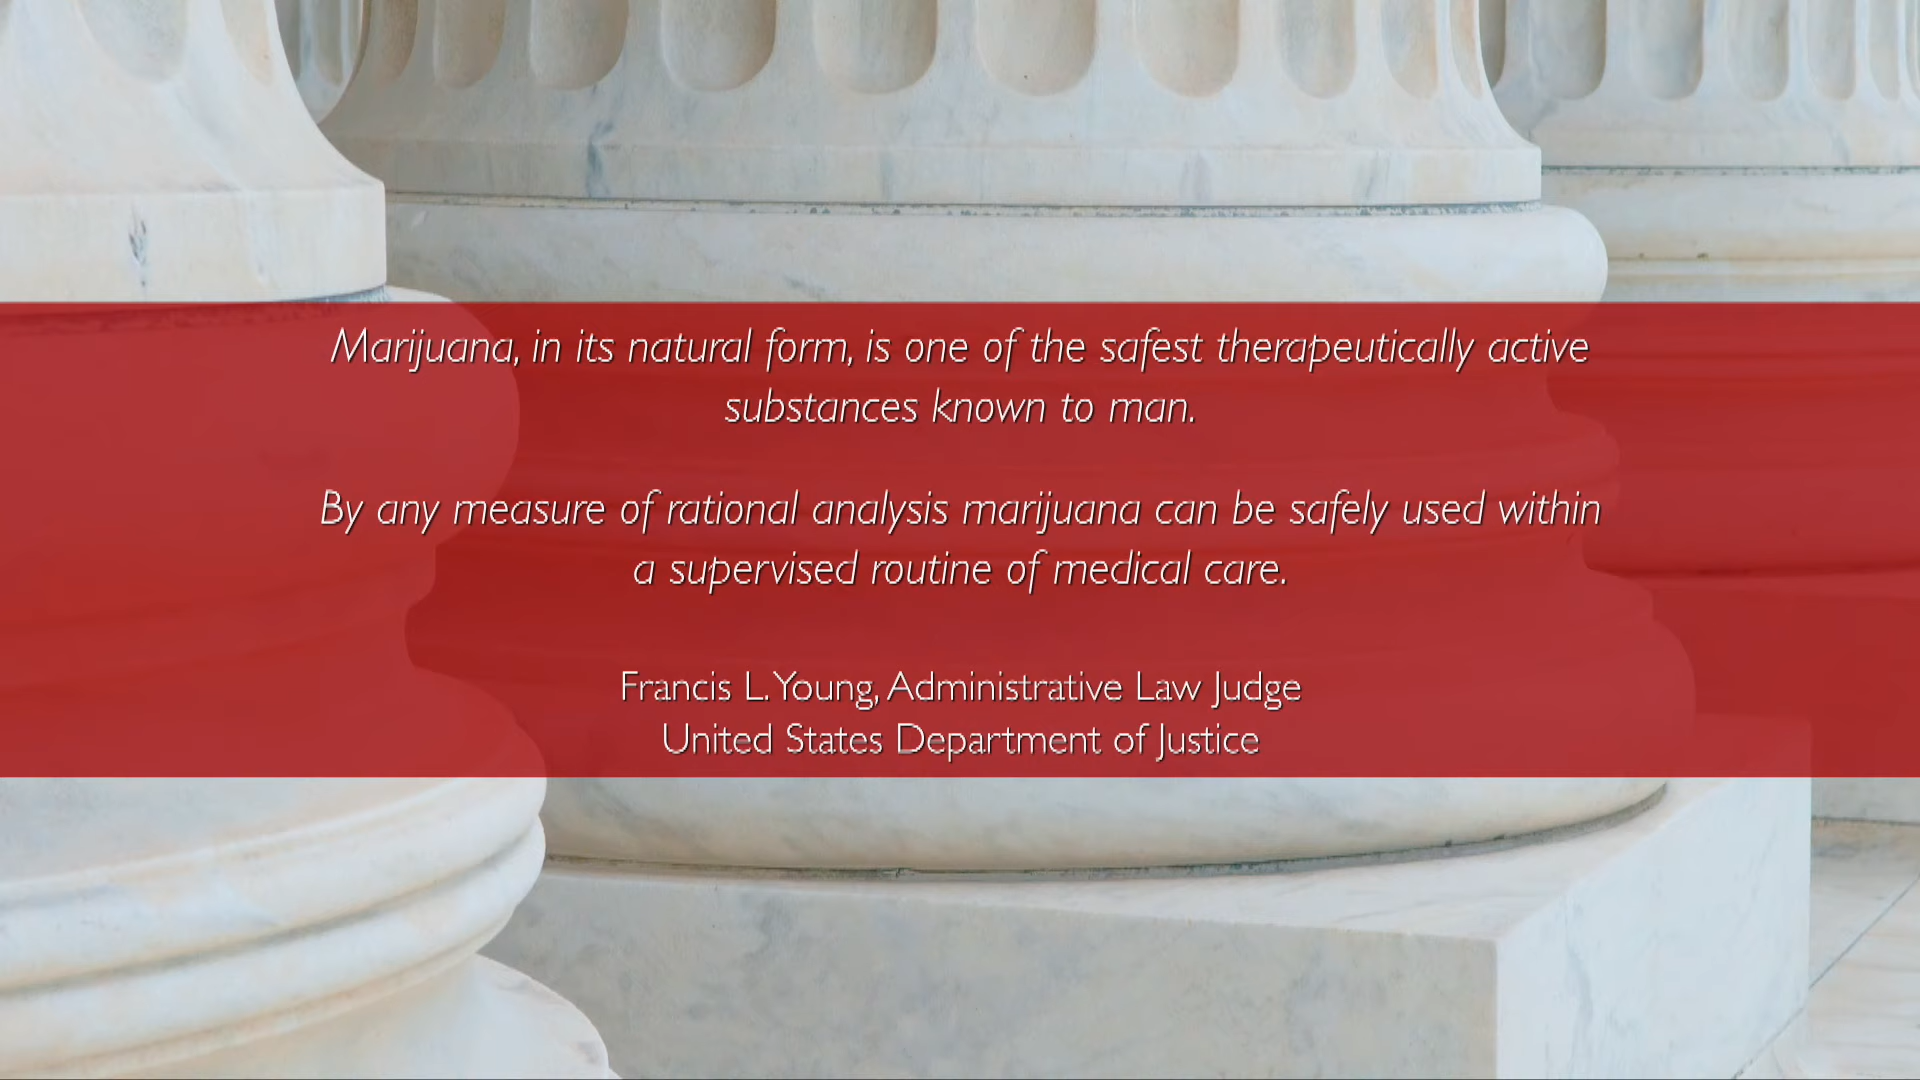 Marijuana, in its natural form, is one of the safest therapeutically active
substances known to man.
By any measure of rational analysis marijuana can be safely used within
a supervised routine of medical care.
Francis L. Young, Administrative Law Judge
United States Department of Justice